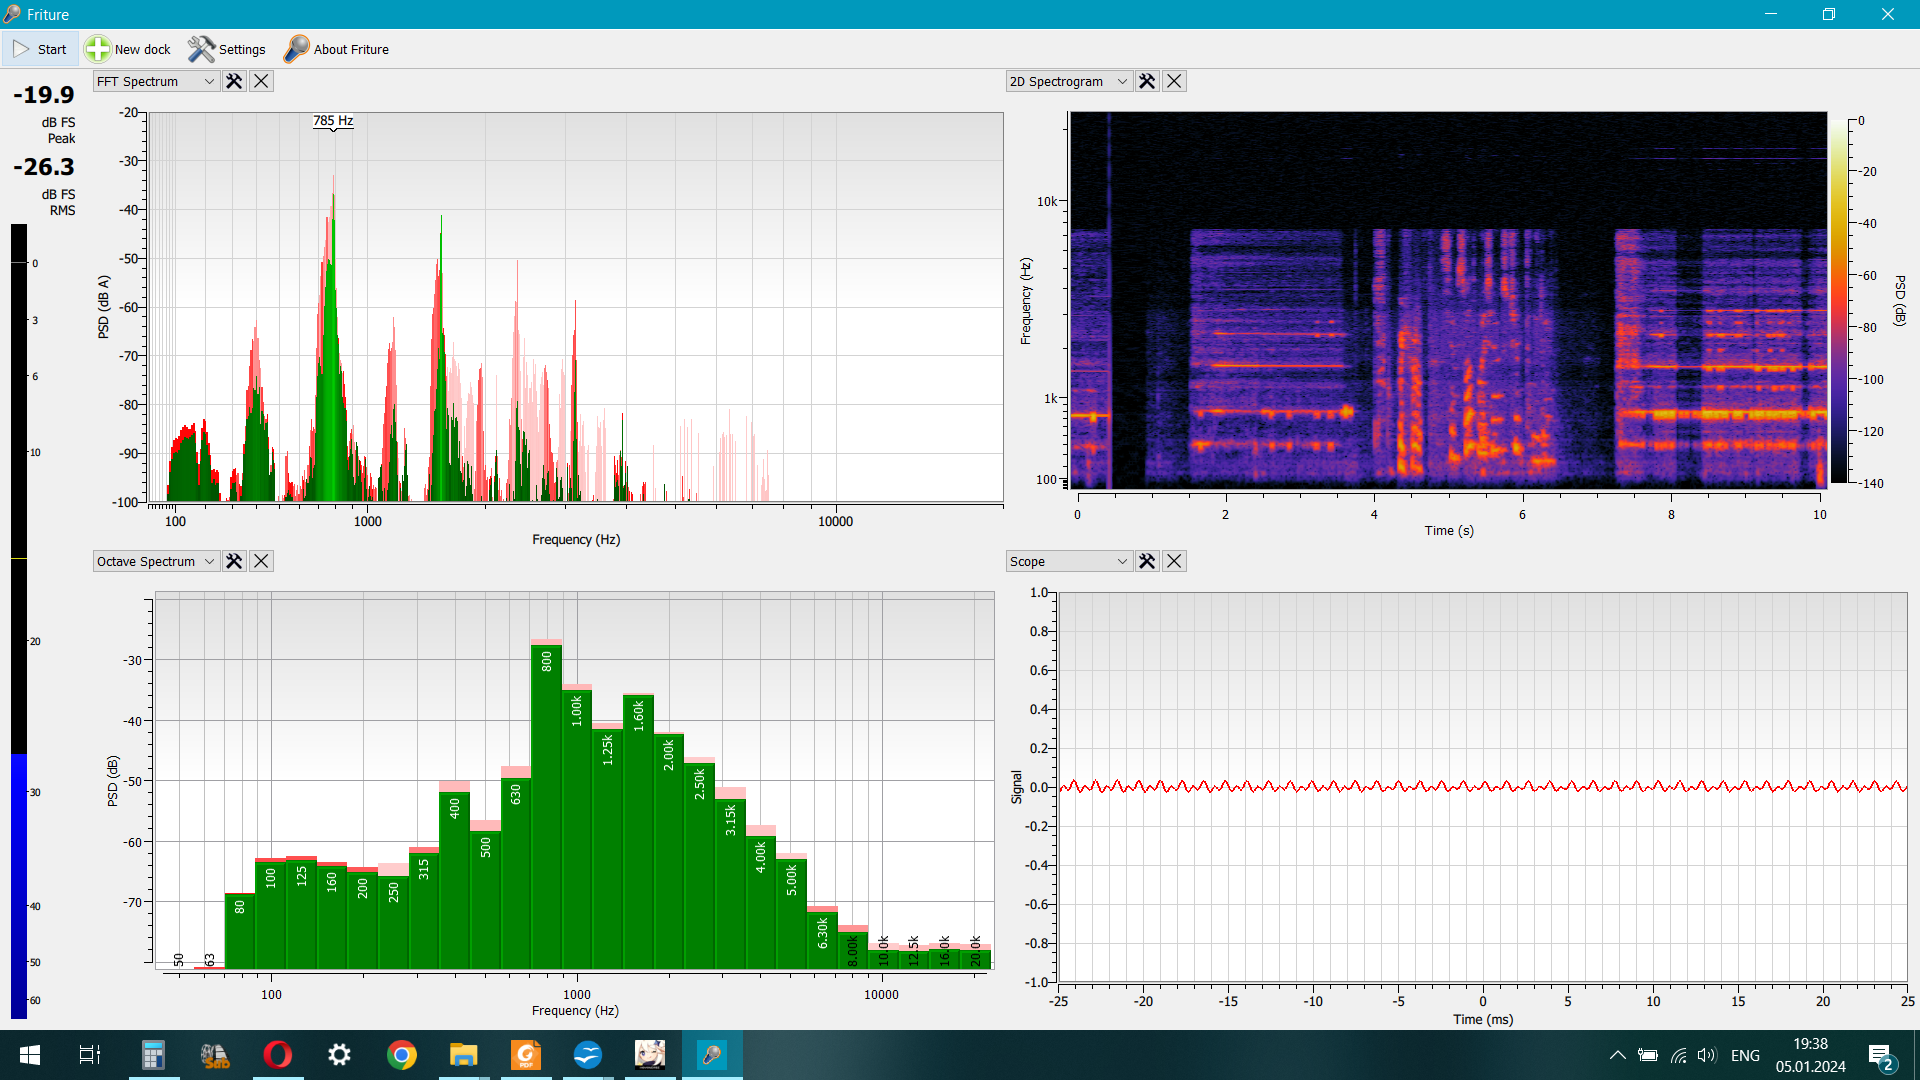 Friture
Start New dock Settings About Friture
-19.9
dB FS
Peak
-26.3
dB FS
RMS
0
3
6
10
20
30
40
50
60
FFT Spectrum
785 Hz
-20
-30
-40
-50
-60
-70
-80
-90
-100
PSD (dB A)
100 1000 10000
Frequency (Hz)
2D Spectrogram
10k
1k
100
Frequency (Hz)
0 2 4 6 8 10
Time (s)
0
-20
-40
-60
-80
-100
-120
-140
PSD (dB)
Octave Spectrum
-30
-40
-50
-60
-70
PSD (dB)
50 63 80 100 125 160 200 250 315 400 500 630 800 1.00k 1.25k 1.60k 2.00k 2.50k 3.15k 4.00k 5.00k 6.30k 8.00k 10.0k 12.5k 16.0k 20.0k
100 1000 10000
Frequency (Hz)
Scope
1.0
0.8
0.6
0.4
0.2
0.0
-0.2
-0.4
-0.6
-0.8
-1.0
Signal
-25 -20 -15 -10 -5 0 5 10 15 20 25
Time (ms)
PDF
ENG
19:38
05.01.2024
2